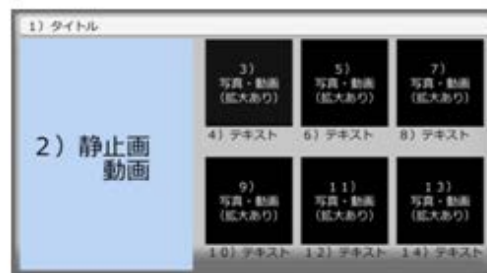 1）タイトル
2）静止画
動画
3）
写真・動画
（拡大あり）
4）テキスト
5）
写真・動画
（拡大あり）
6）テキスト
7）
写真・動画
（拡大あり）
8）テキスト
9）
写真・動画
（拡大あり）
10）テキスト
11）
写真・動画
（拡大あり）
12）テキスト
13）
写真・動画
（拡大あり）
14）テキスト